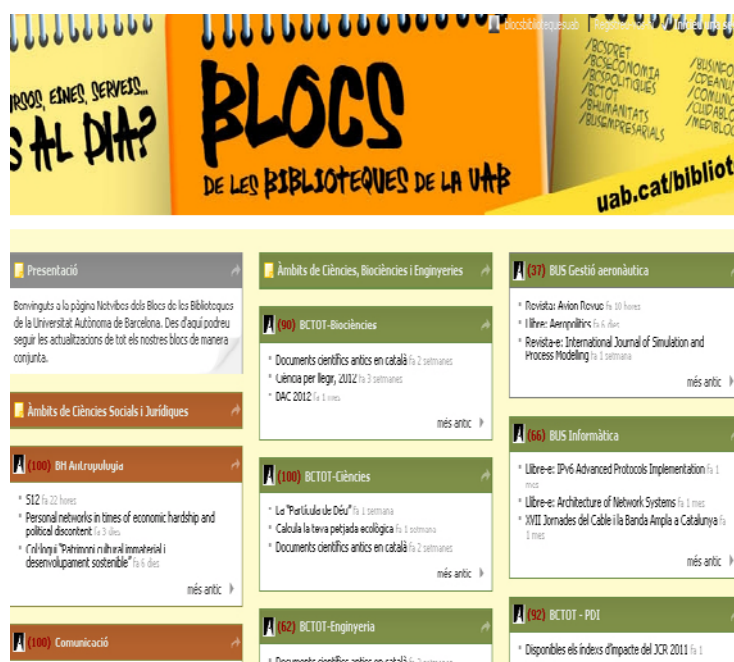 blocsbibliotequesuab
RSOS, EINES, SERVEIS...
S AL DIA?
BLOCS
DE LES BIBLIOTEQUES DE LA UAB
/BCSDRET
/BCSECONOMIA
/BCSPOLITIQUES
/BCTOT
/BHUMANITATS
/BUSEMPRESARIALS
uab.cat/bibliot
Presentació
Benvinguts a la pàgina Netvibes dels Blocs de les Biblioteques
de la Universitat Autònoma de Barcelona. Des d'aquí podreu
seguir les actualitzacions de tot els nostres blocs de manera
conjunta.
Àmbits de Ciències Socials i Jurídiques
(100) BH Antropologia
S12 fa 22 hores
Personal networks in times of economic hardship and
political discontent fa 3 dies
Col·loqui "Patrimoni cultural immaterial i
desenvolupament sostenible" fa 6 dies
més antic
(100) Comunicació
Àmbits de Ciències, Biociències i Enginyeries
(90) BCTOT-Biociències
Documents científics antics en català fa 2 setmanes
Ciència per llegir, 2012 fa 3 setmanes
DAC 2012 fa 1 mes
més antic
(100) BCTOT-Ciències
La "Partícula de Déu" fa 1 setmana
Calcula la teva petjada ecològica fa 1 setmana
Documents científics antics en català fa 2 setmanes
més antic
(62) BCTOT-Enginyeria
Documents científics antics en català fa 2 setmanes
(37) BUS Gestió aeronàutica
Revista: Avion Revue fa 10 hores
Llibre: Aeropolitics fa 6 dies
Revista-e: International Journal of Simulation and
Process Modelling fa 1 setmana
més antic
(66) BUS Informàtica
Llibre-e: IPv6 Advanced Protocols Implementation fa 1
mes
Llibre-e: Architecture of Network Systems fa 1 mes
XVII Jornades del Cable i la Banda Ampla a Catalunya fa
1 mes
més antic
(92) BCTOT - PDI
Disponibles els índexs d'impacte del JCR 2011 fa 1